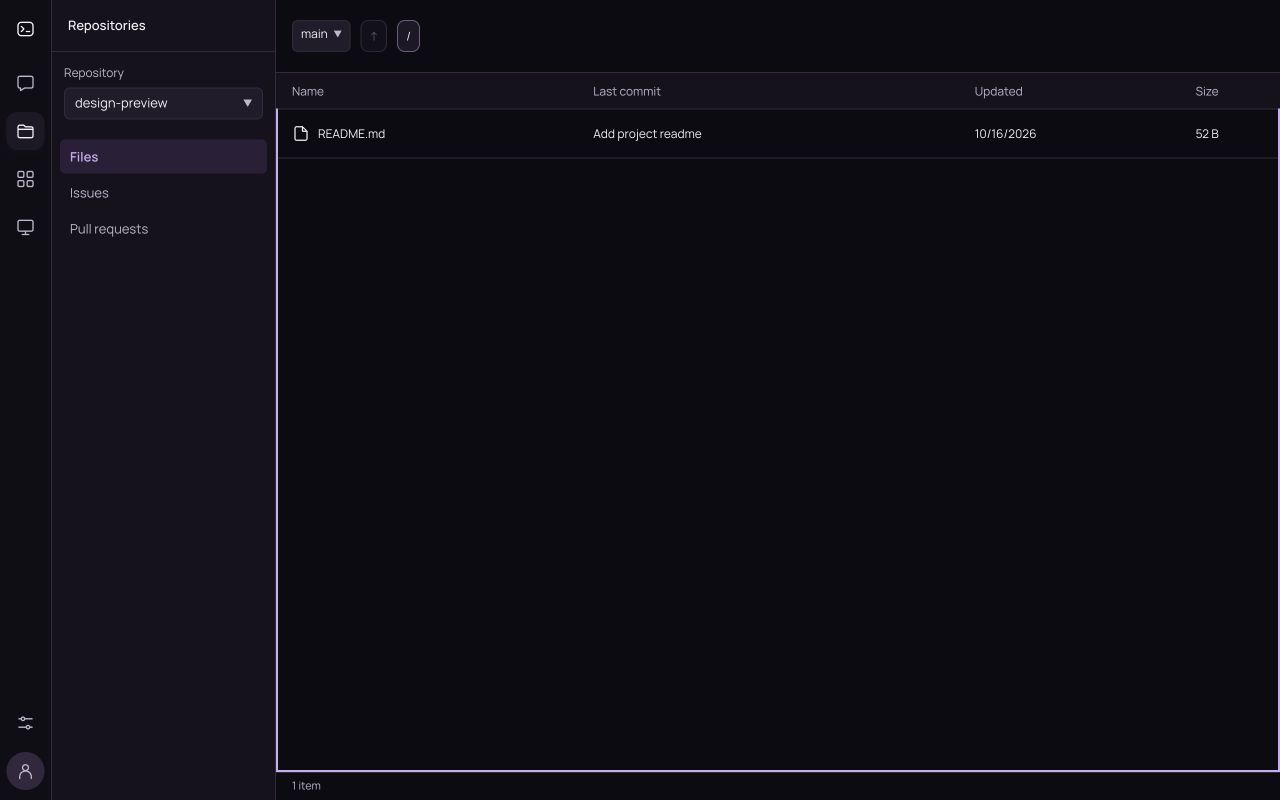 Repositories
Repository
design-preview
Files
Issues
Pull requests
main
↑
/
Name Last commit Updated Size
README.md Add project readme 10/16/2026 52 B
1 item